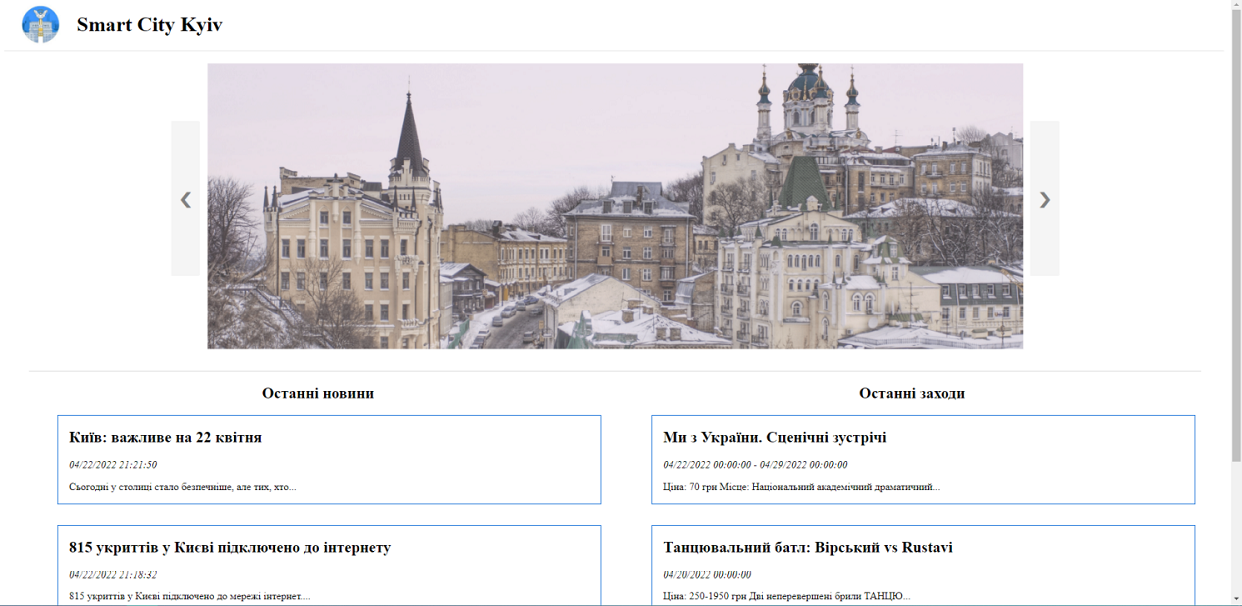 Smart City Kyiv
❮
❯
Останні новини
Київ: важливе на 22 квітня
04/22/2022 21:21:50
Сьогодні у столиці стало безпечніше, але тих, хто...
815 укриттів у Києві підключено до інтернету
04/22/2022 21:18:32
815 укриттів у Києві підключено до мережі інтернет....
Останні заходи
Ми з України. Сценічні зустрічі
04/22/2022 00:00:00 - 04/29/2022 00:00:00
Ціна: 70 грн Місце: Національний академічний драматичний...
Танцювальний батл: Вірський vs Rustavi
04/20/2022 00:00:00
Ціна: 250-1950 грн Дві неперевершені брили ТАНЦЮ...